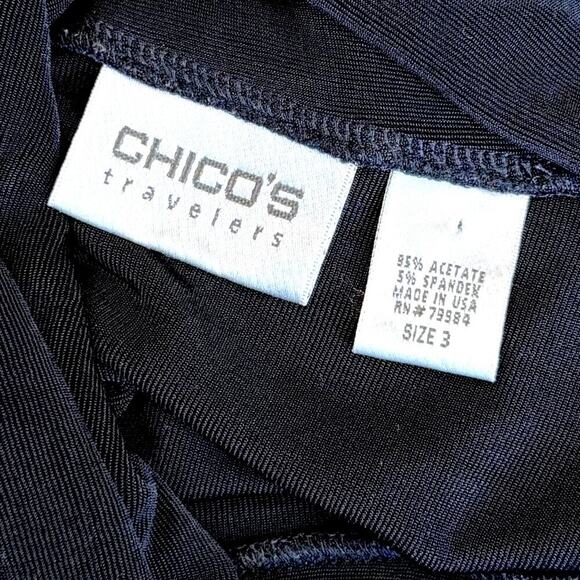 CHICO'S
travelers
95% ACETATE
5% SPANDEX
MADE IN USA
RN#79984
SIZE 3